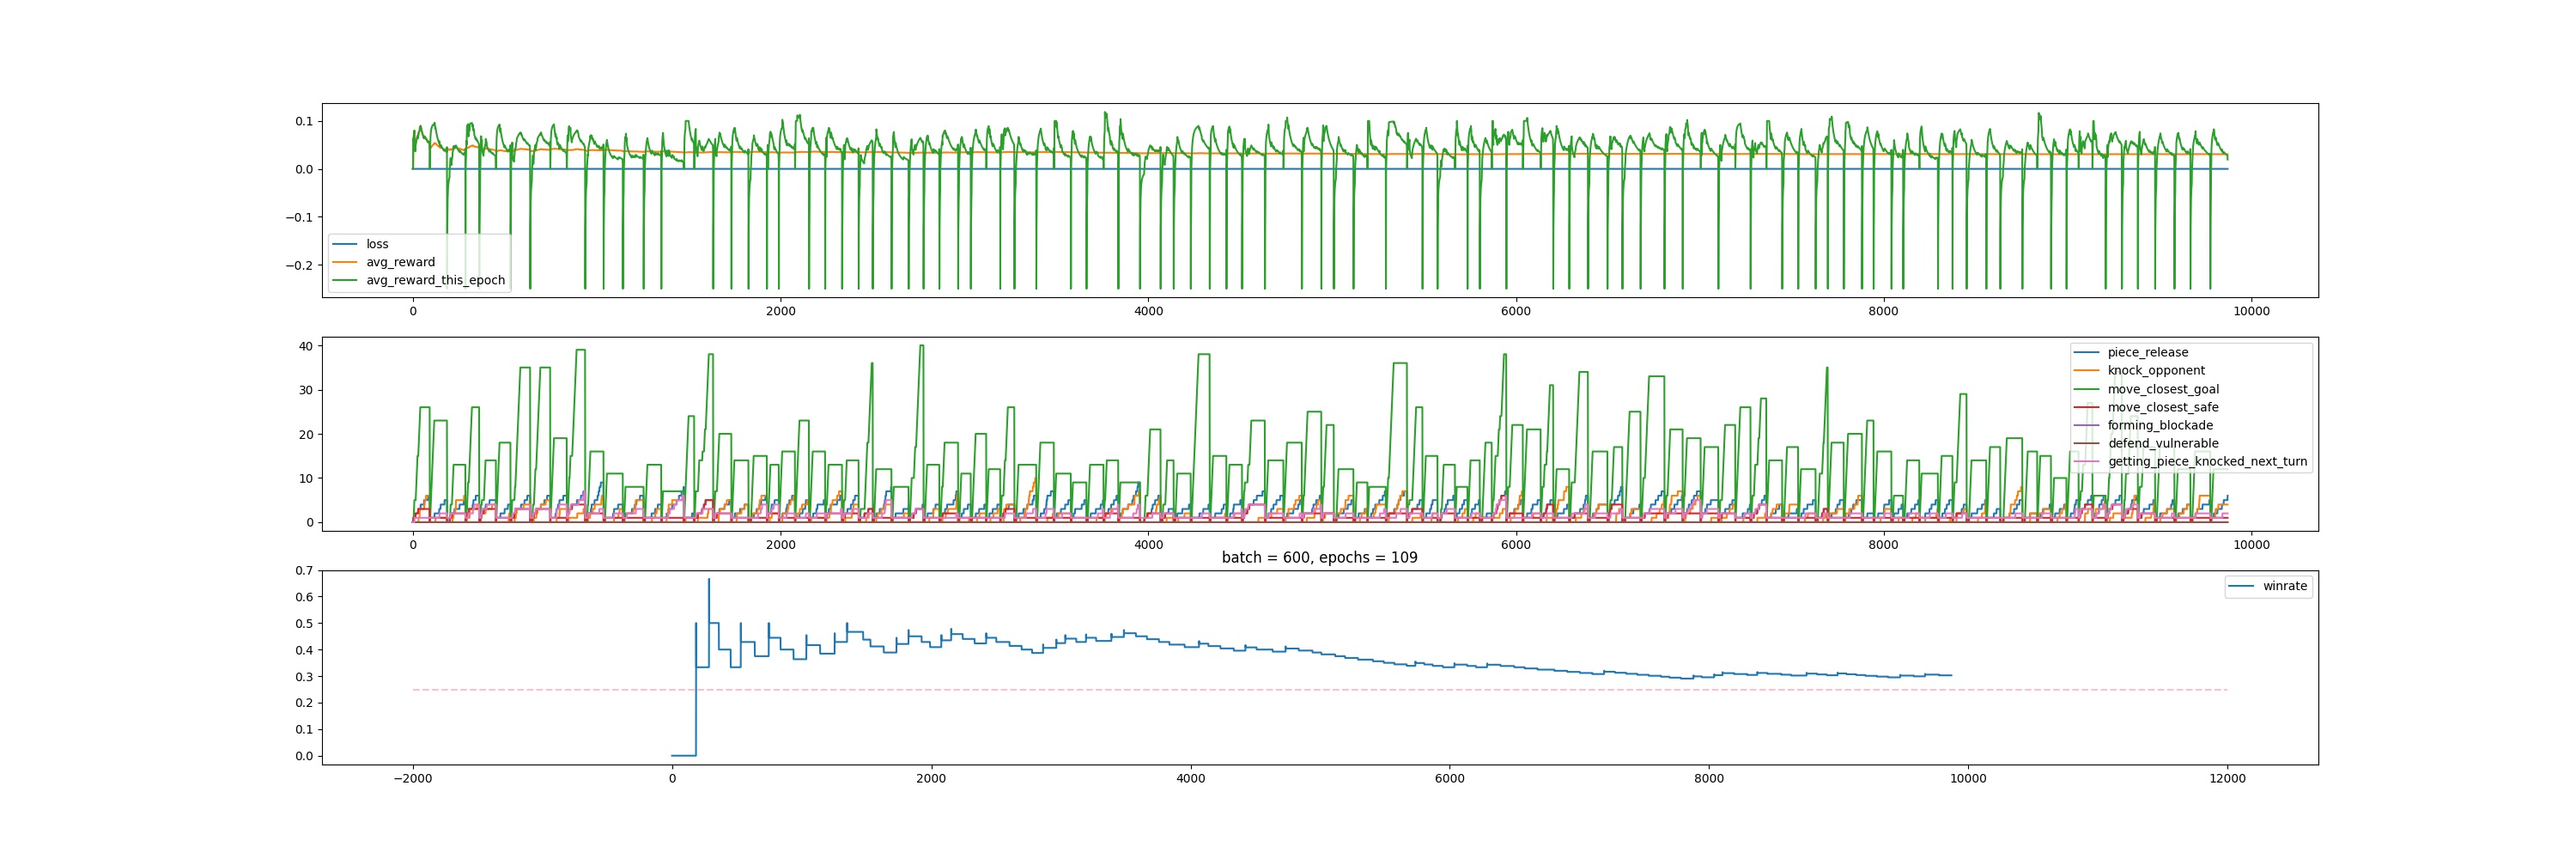 0.1
0.0
−0.1
−0.2
loss
avg_reward
avg_reward_this_epoch
0 2000 4000 6000 8000 10000
40
30
20
10
0
piece_release
knock_opponent
move_closest_goal
move_closest_safe
forming_blockade
defend_vulnerable
getting_piece_knocked_next_turn
0 2000 4000 6000 8000 10000
batch = 600, epochs = 109
0.7
0.6
0.5
0.4
0.3
0.2
0.1
0.0
winrate
−2000 0 2000 4000 6000 8000 10000 12000